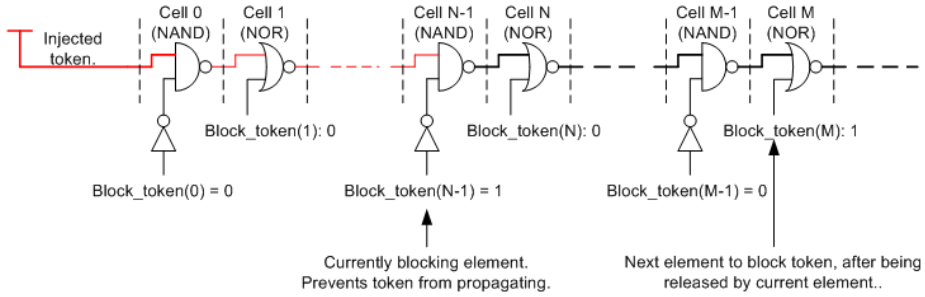 Cell 0 Cell 1 Cell N-1 Cell N Cell M-1 Cell M
(NAND) (NOR) (NAND) (NOR) (NAND) (NOR)
Injected
token.
Block_token(1): 0 Block_token(N): 0 Block_token(M): 1
Block_token(0) = 0 Block_token(N-1) = 1 Block_token(M-1) = 0
Currently blocking element.
Prevents token from propagating.
Next element to block token, after being
released by current element..